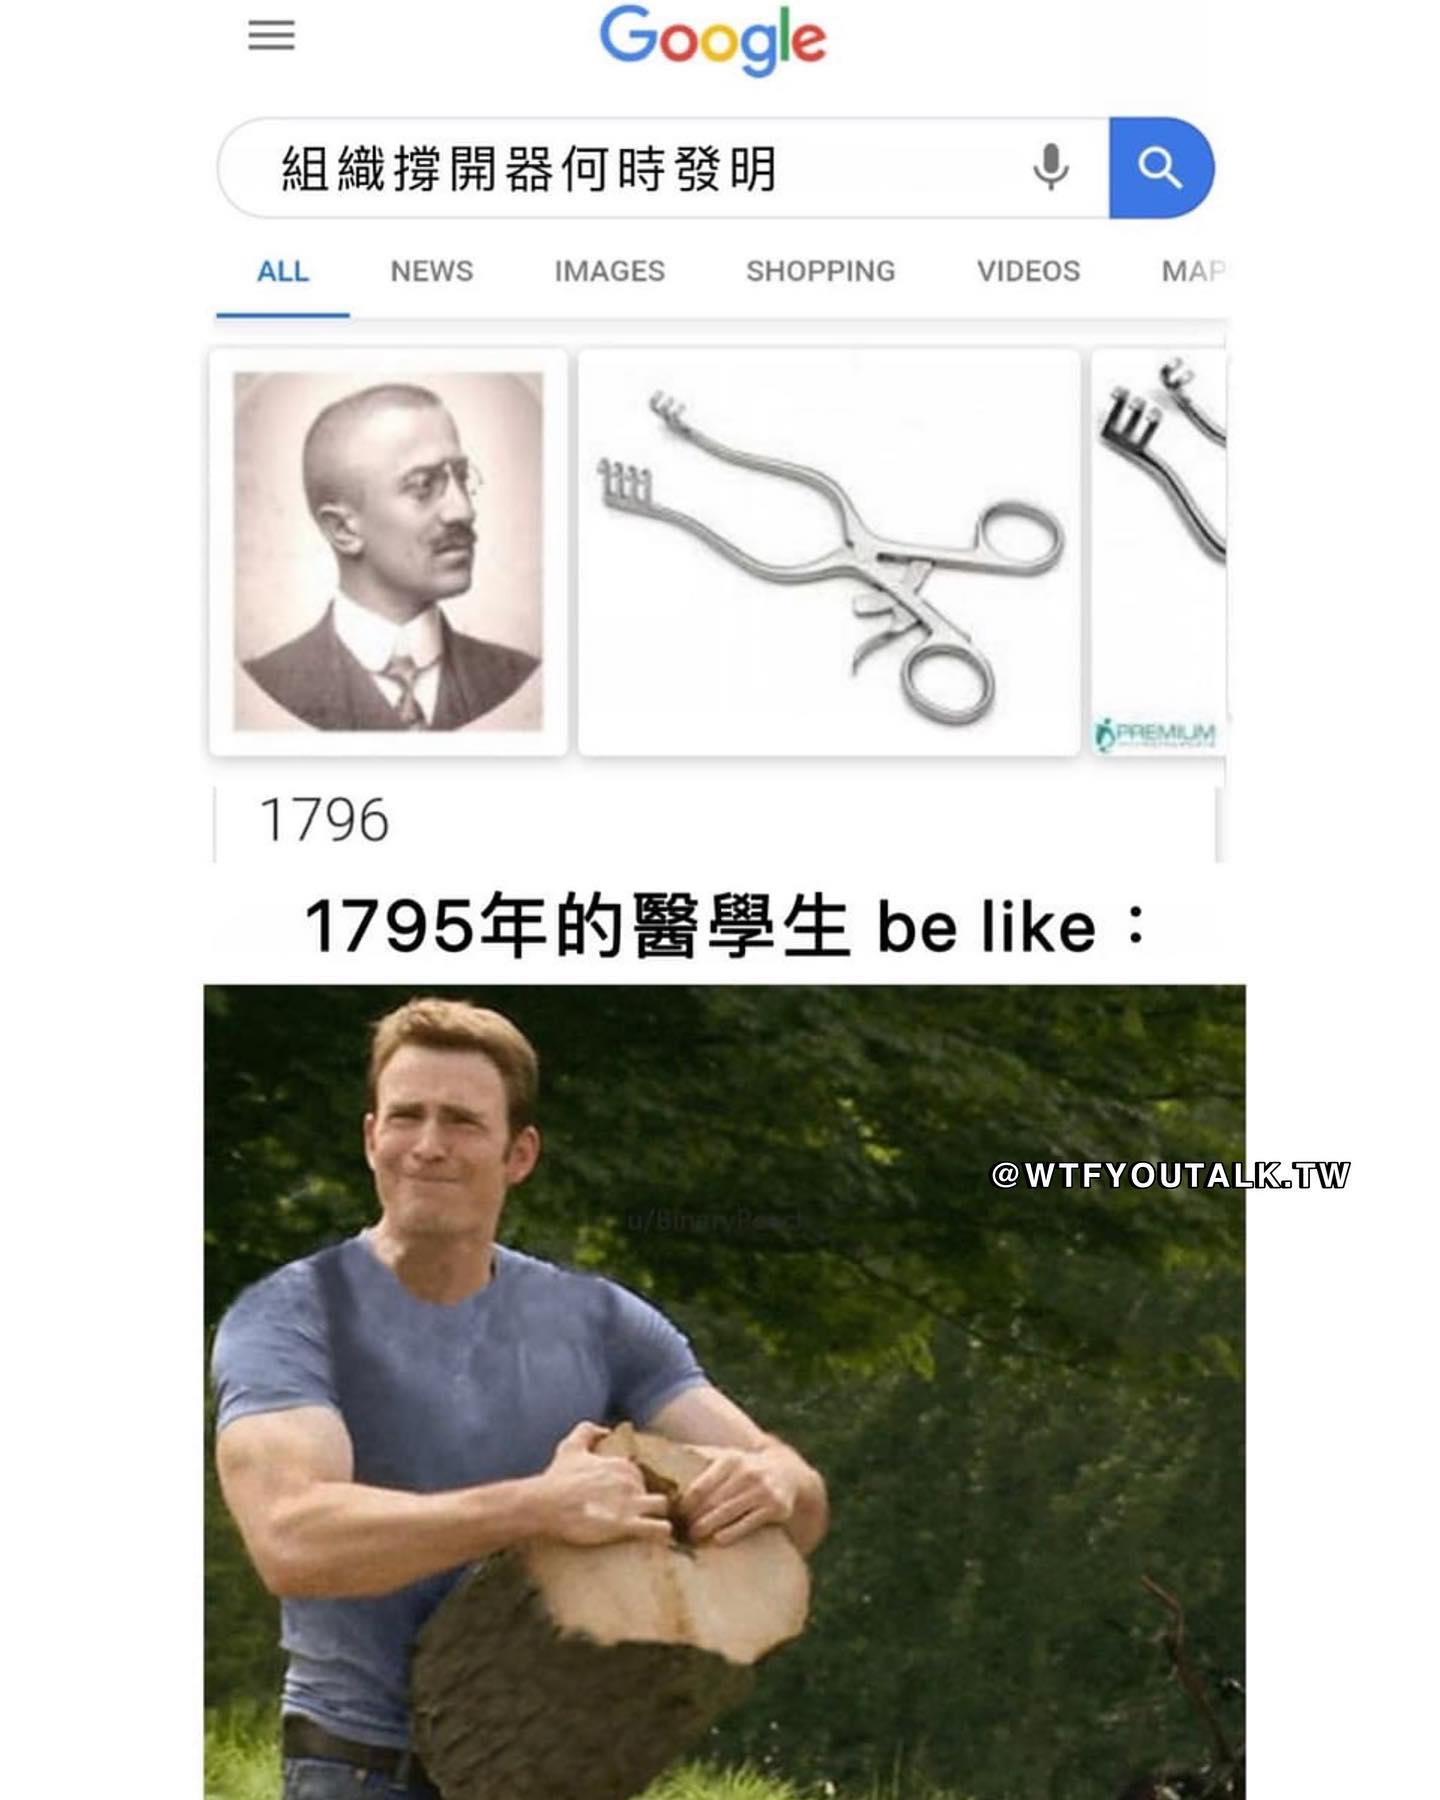 Google
組織撐開器何時發明
ALL NEWS IMAGES SHOPPING VIDEOS MAP
PREMIUM
1796
1795年的醫學生 be like：
@WTFYOUTALK.TW